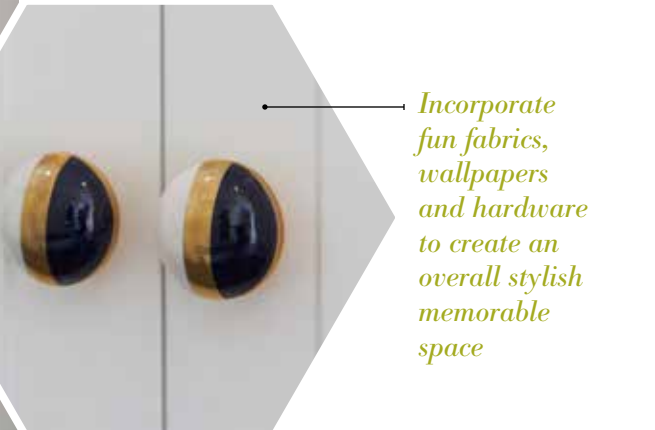 Incorporate
fun fabrics,
wallpapers
and hardware
to create an
overall stylish
memorable
space